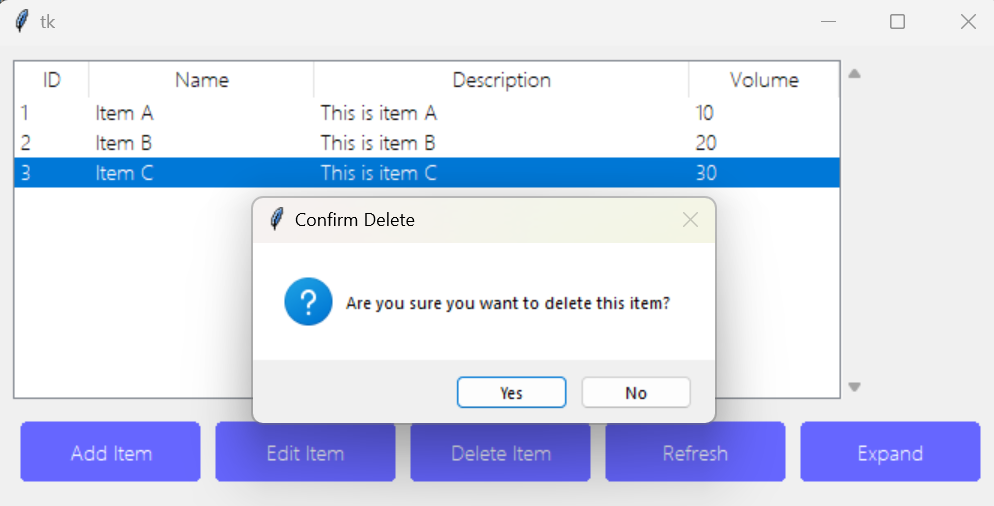 tk
ID Name Description Volume
1 Item A This is item A 10
2 Item B This is item B 20
3 Item C This is item C 30
Confirm Delete
Are you sure you want to delete this item?
Yes No
Add Item Edit Item Delete Item Refresh Expand